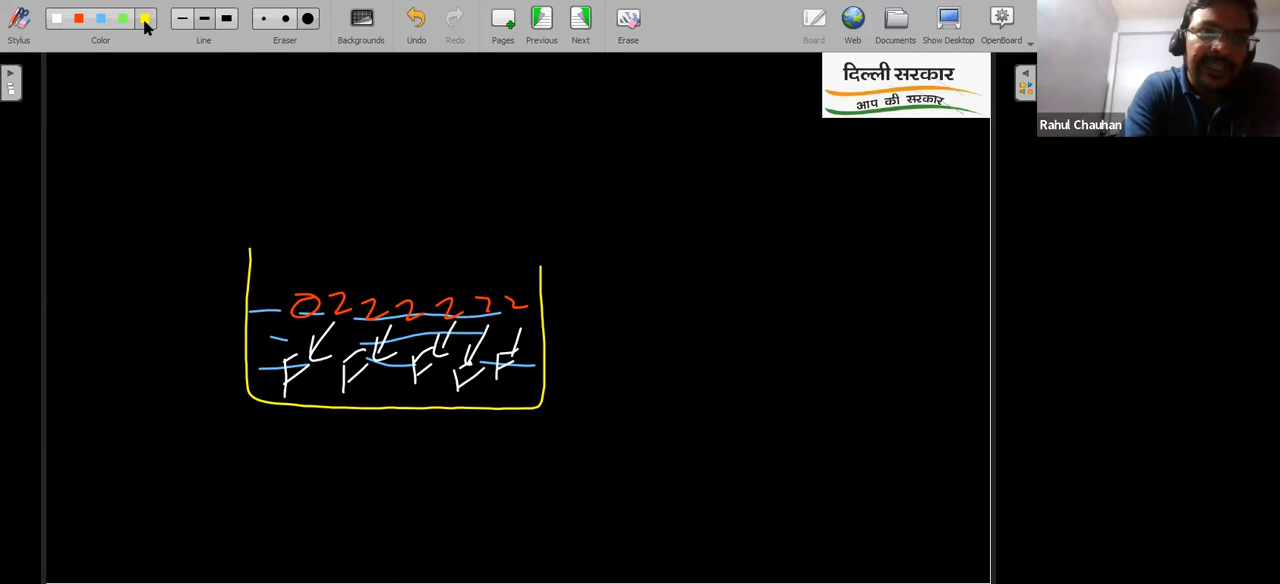 Stylus
Color
Line
Eraser
Backgrounds
Undo
Redo
Pages
Previous
Next
Erase
Board
Web
Documents
Show Desktop
OpenBoard
दिल्ली सरकार
आप की सरकार
Rahul Chauhan